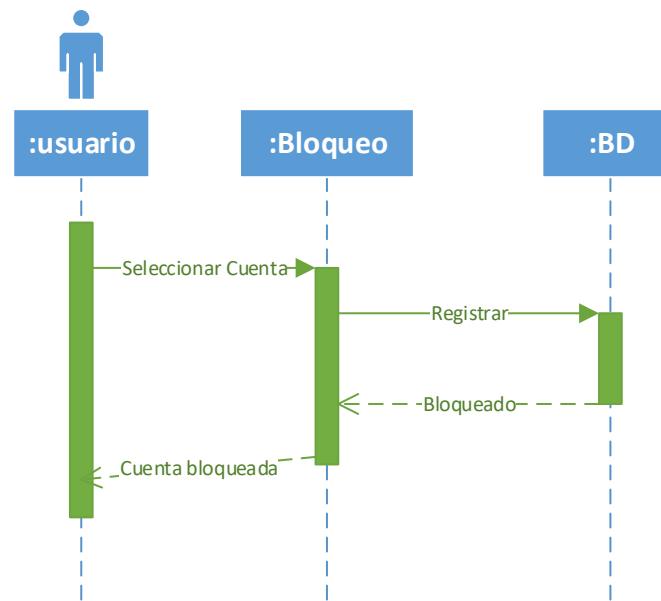 :usuario
:Bloqueo
:BD
Seleccionar Cuenta
Registrar
Bloqueado
Cuenta bloqueada